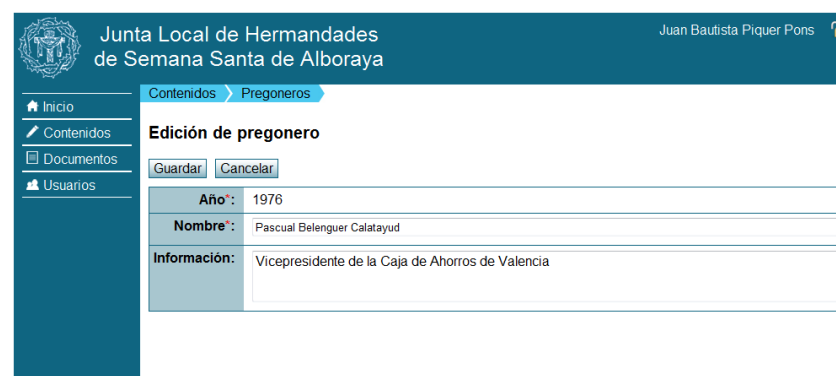 Junta Local de Hermandades
de Semana Santa de Alboraya
Juan Bautista Piquer Pons
Inicio
Contenidos
Documentos
Usuarios
Contenidos Pregoneros
Edición de pregonero
Guardar Cancelar
Año*: 1976
Nombre*: Pascual Belenguer Calatayud
Información: Vicepresidente de la Caja de Ahorros de Valencia